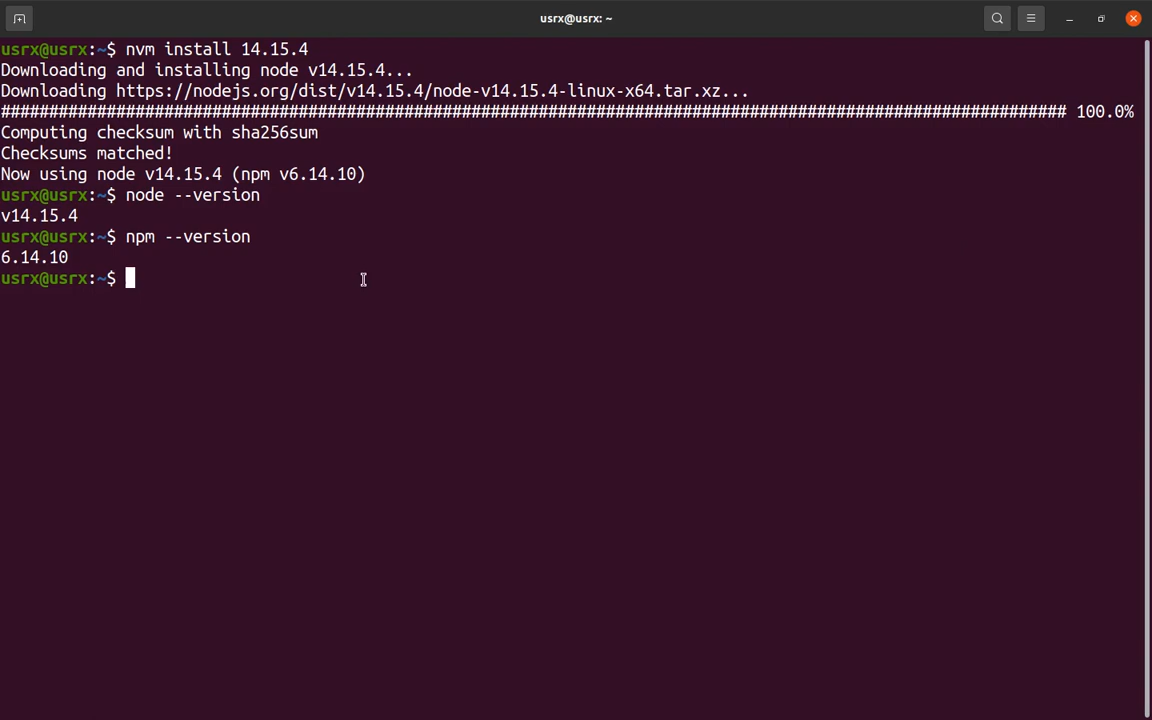 usrx@usrx: ~
usrx@usrx:~$ nvm install 14.15.4
Downloading and installing node v14.15.4...
Downloading https://nodejs.org/dist/v14.15.4/node-v14.15.4-linux-x64.tar.xz...
############################################################################################################### 100.0%
Computing checksum with sha256sum
Checksums matched!
Now using node v14.15.4 (npm v6.14.10)
usrx@usrx:~$ node --version
v14.15.4
usrx@usrx:~$ npm --version
6.14.10
usrx@usrx:~$